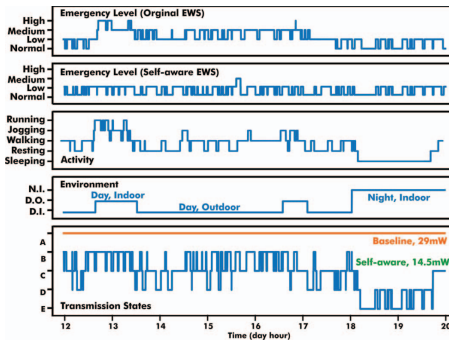 Emergency Level (Orginal EWS)
High
Medium
Low
Normal
Emergency Level (Self-aware EWS)
High
Medium
Low
Normal
Running
Jogging
Walking
Resting
Sleeping
Activity
Environment
N.I.
D.O.
D.I.
Day, Indoor
Day, Outdoor
Night, Indoor
A
B
C
D
E
Baseline, 29mW
Self-aware, 14.5mW
Transmission States
12 13 14 15 16 17 18 19 20
Time (day hour)